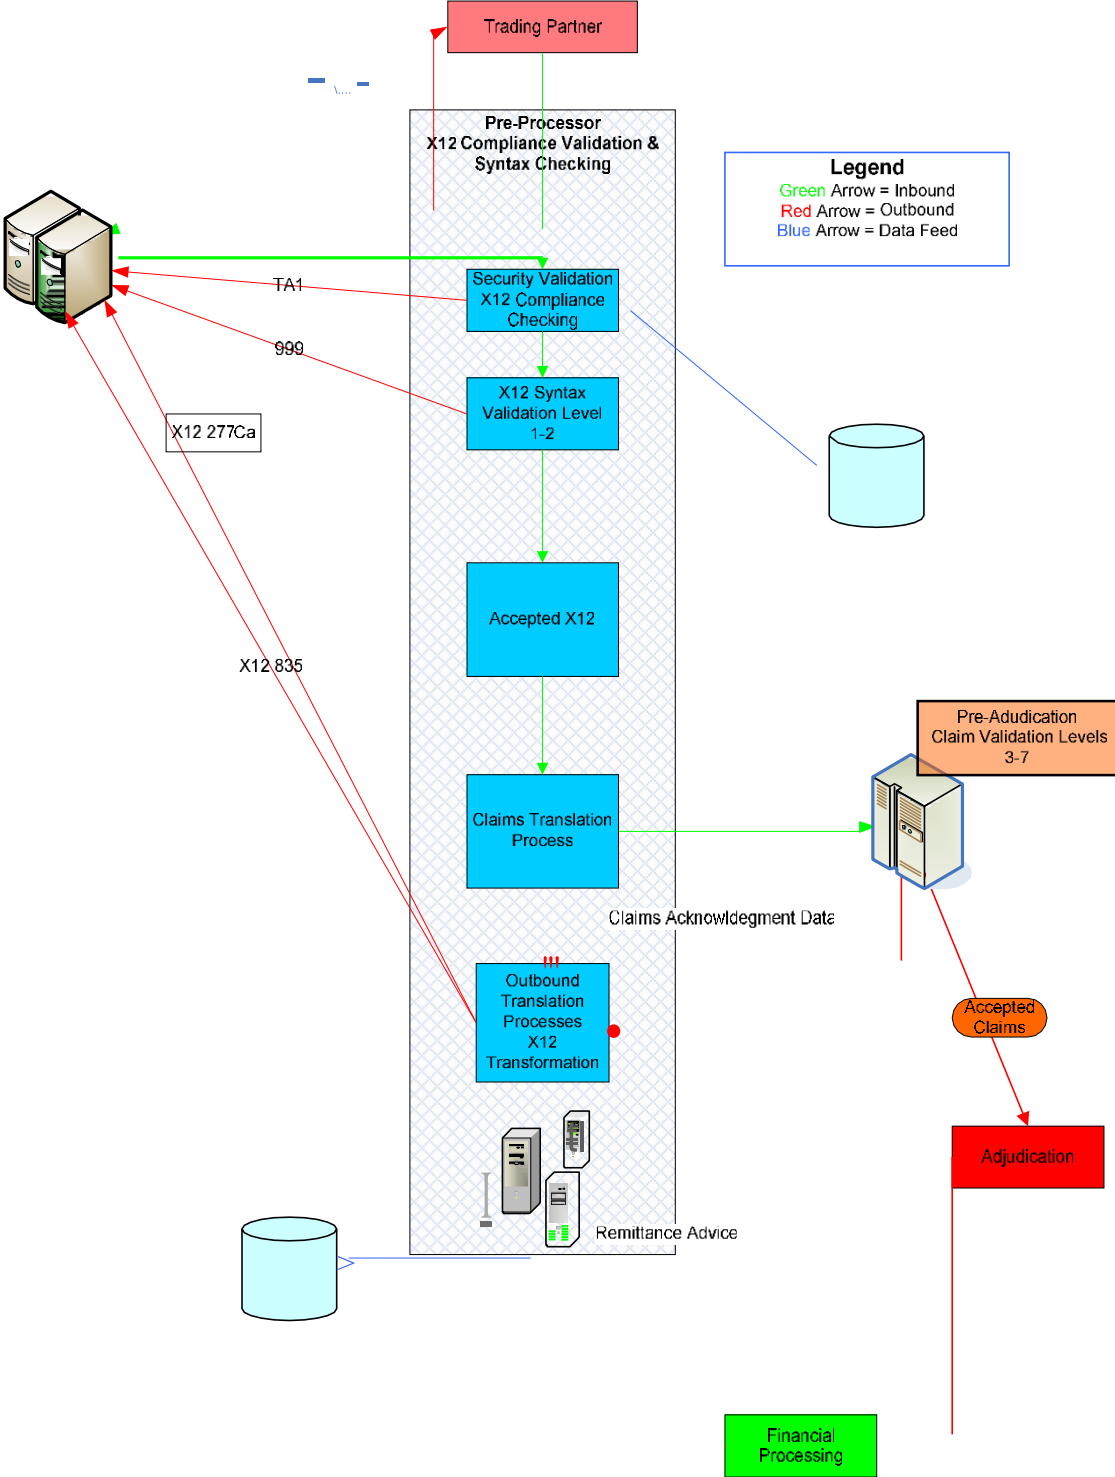 Trading Partner
Pre-Processor
X12 Compliance Validation &
Syntax Checking
Legend
Green Arrow = Inbound
Red Arrow = Outbound
Blue Arrow = Data Feed
Security Validation
X12 Compliance
Checking
TA1
999
X12 Syntax
Validation Level
1-2
X12 277Ca
Accepted X12
X12 835
Pre-Adudication
Claim Validation Levels
3-7
Claims Translation
Process
Claims Acknowldegment Data
Outbound
Translation
Processes
X12
Transformation
Accepted
Claims
Adjudication
Remittance Advice
Financial
Processing